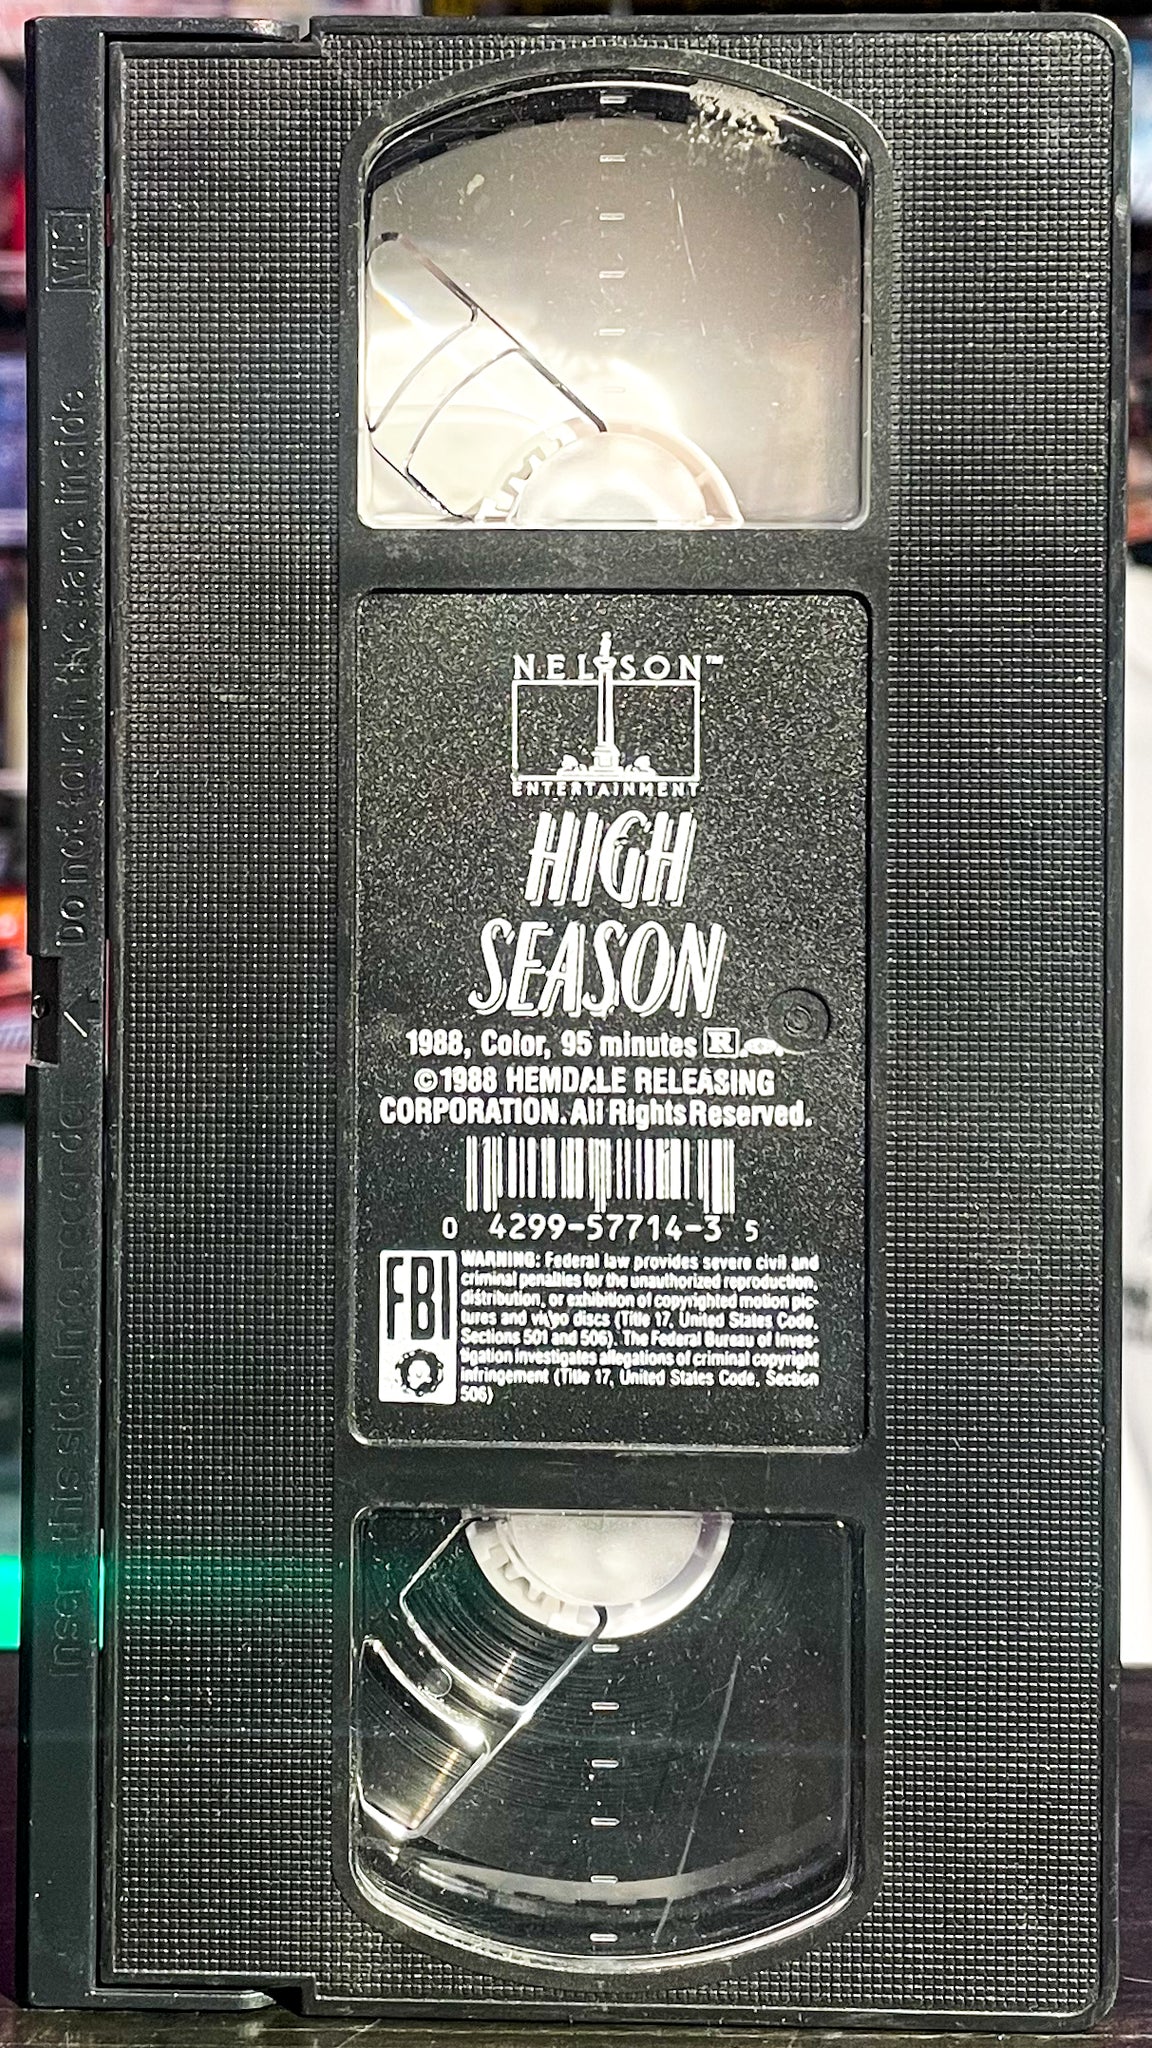 NELSON™
ENTERTAINMENT
HIGH
SEASON
1988, Color, 95 minutes R
©1988 HEMDALE RELEASING
CORPORATION. All Rights Reserved.
0 4299-57714-3 5
FBI
WARNING: Federal law provides severe civil and
criminal penalties for the unauthorized reproduction,
distribution, or exhibition of copyrighted motion pic-
tures and video discs (Title 17, United States Code,
Sections 501 and 506). The Federal Bureau of Inves-
tigation investigates allegations of criminal copyright
infringement (Title 17, United States Code, Section
506)
Insert this side into recorder
Do not touch the tape inside